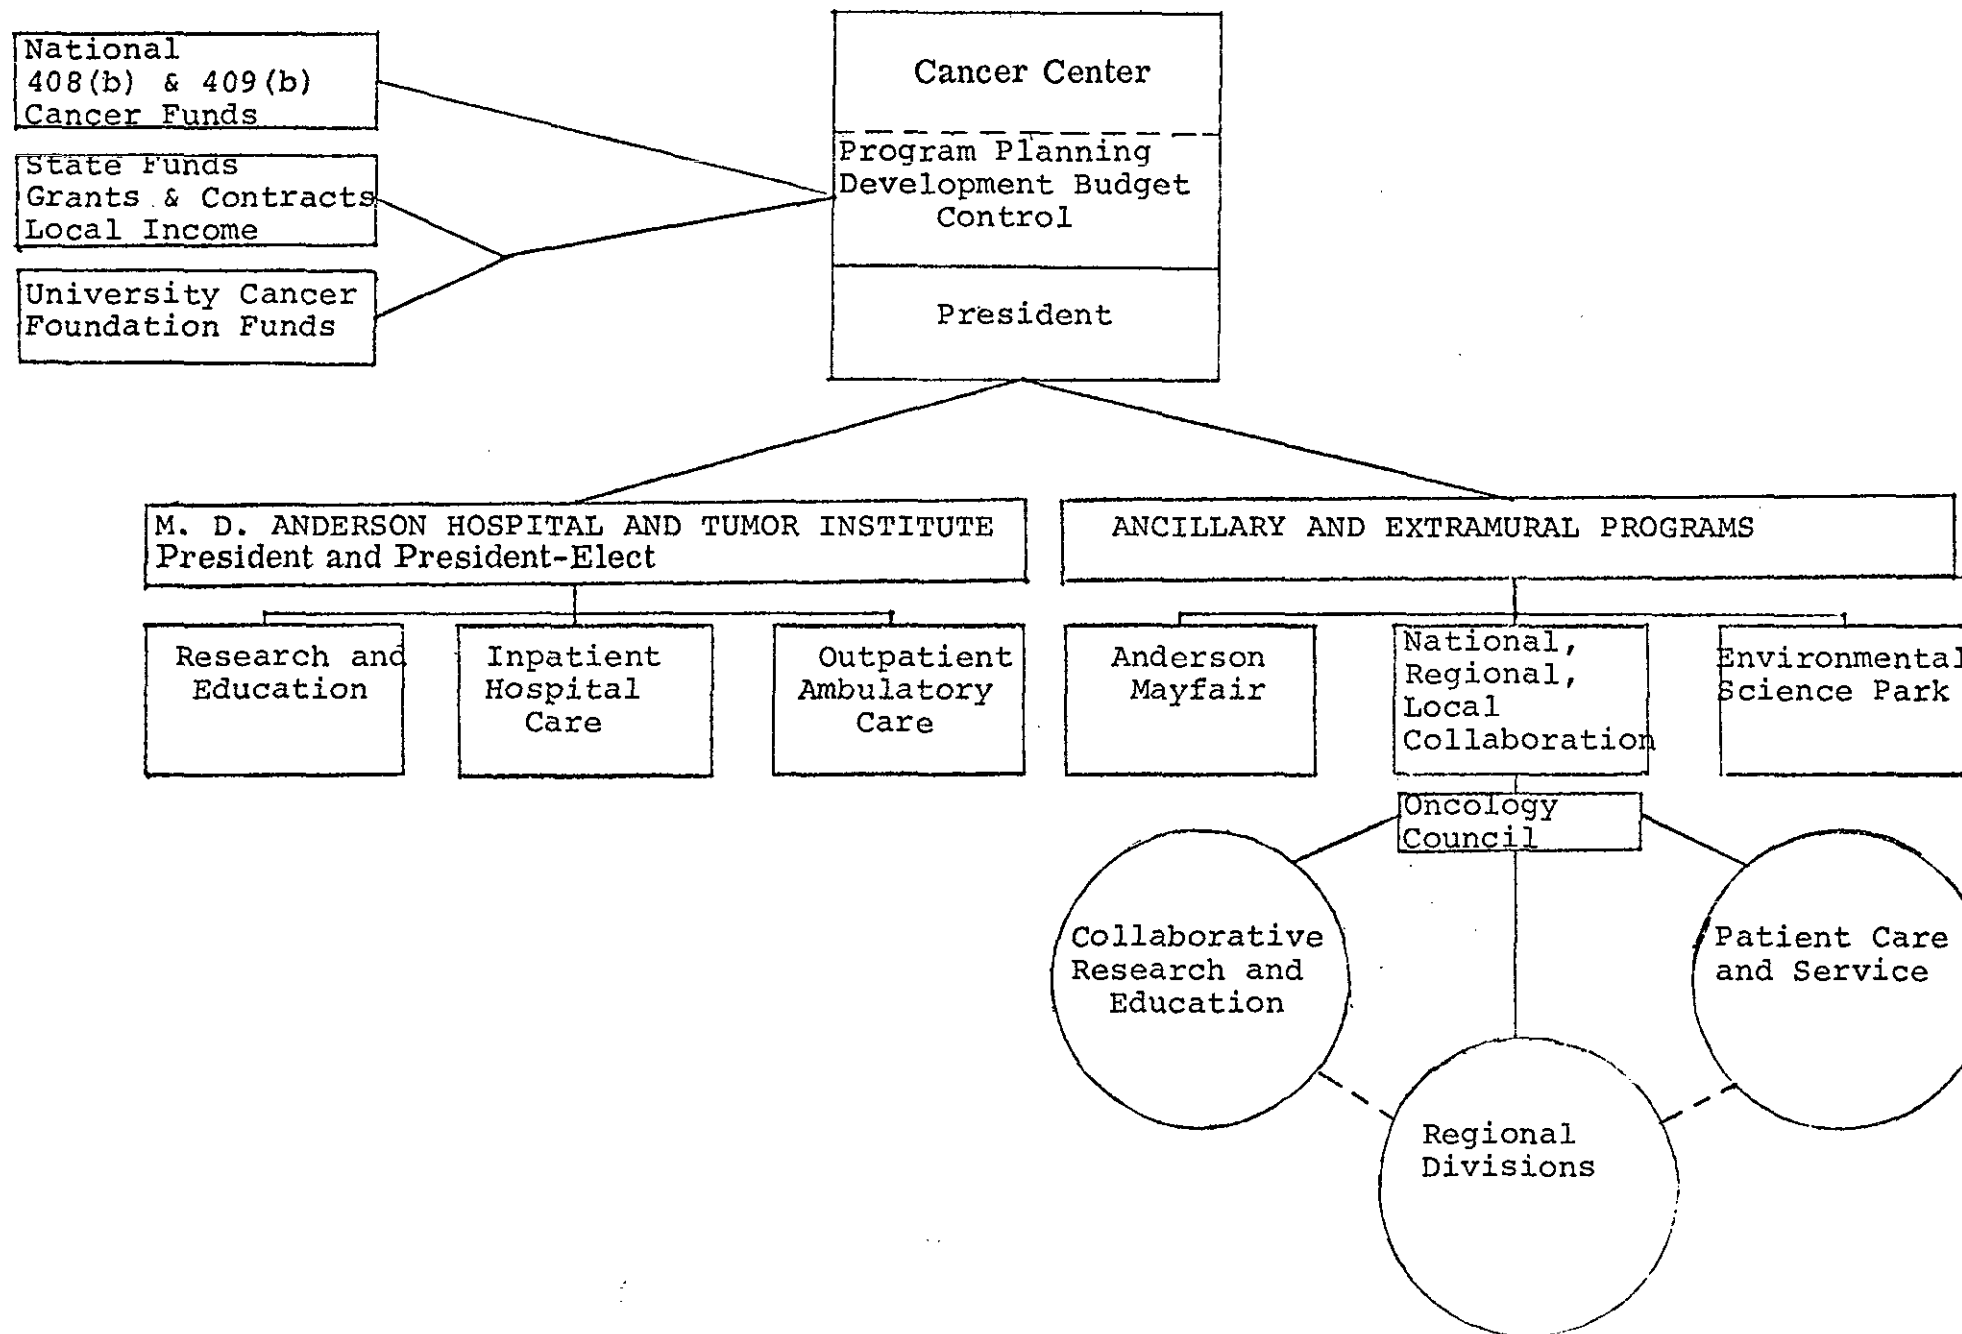 National
408(b) & 409(b)
Cancer Funds
State Funds
Grants & Contracts
Local Income
University Cancer
Foundation Funds
Cancer Center
Program Planning
Development Budget
Control
President
M. D. ANDERSON HOSPITAL AND TUMOR INSTITUTE
President and President-Elect
ANCILLARY AND EXTRAMURAL PROGRAMS
Research and
Education
Inpatient
Hospital
Care
Outpatient
Ambulatory
Care
Anderson
Mayfair
National,
Regional,
Local
Collaboration
Environmental
Science Park
Oncology
Council
Collaborative
Research and
Education
Patient Care
and Service
Regional
Divisions